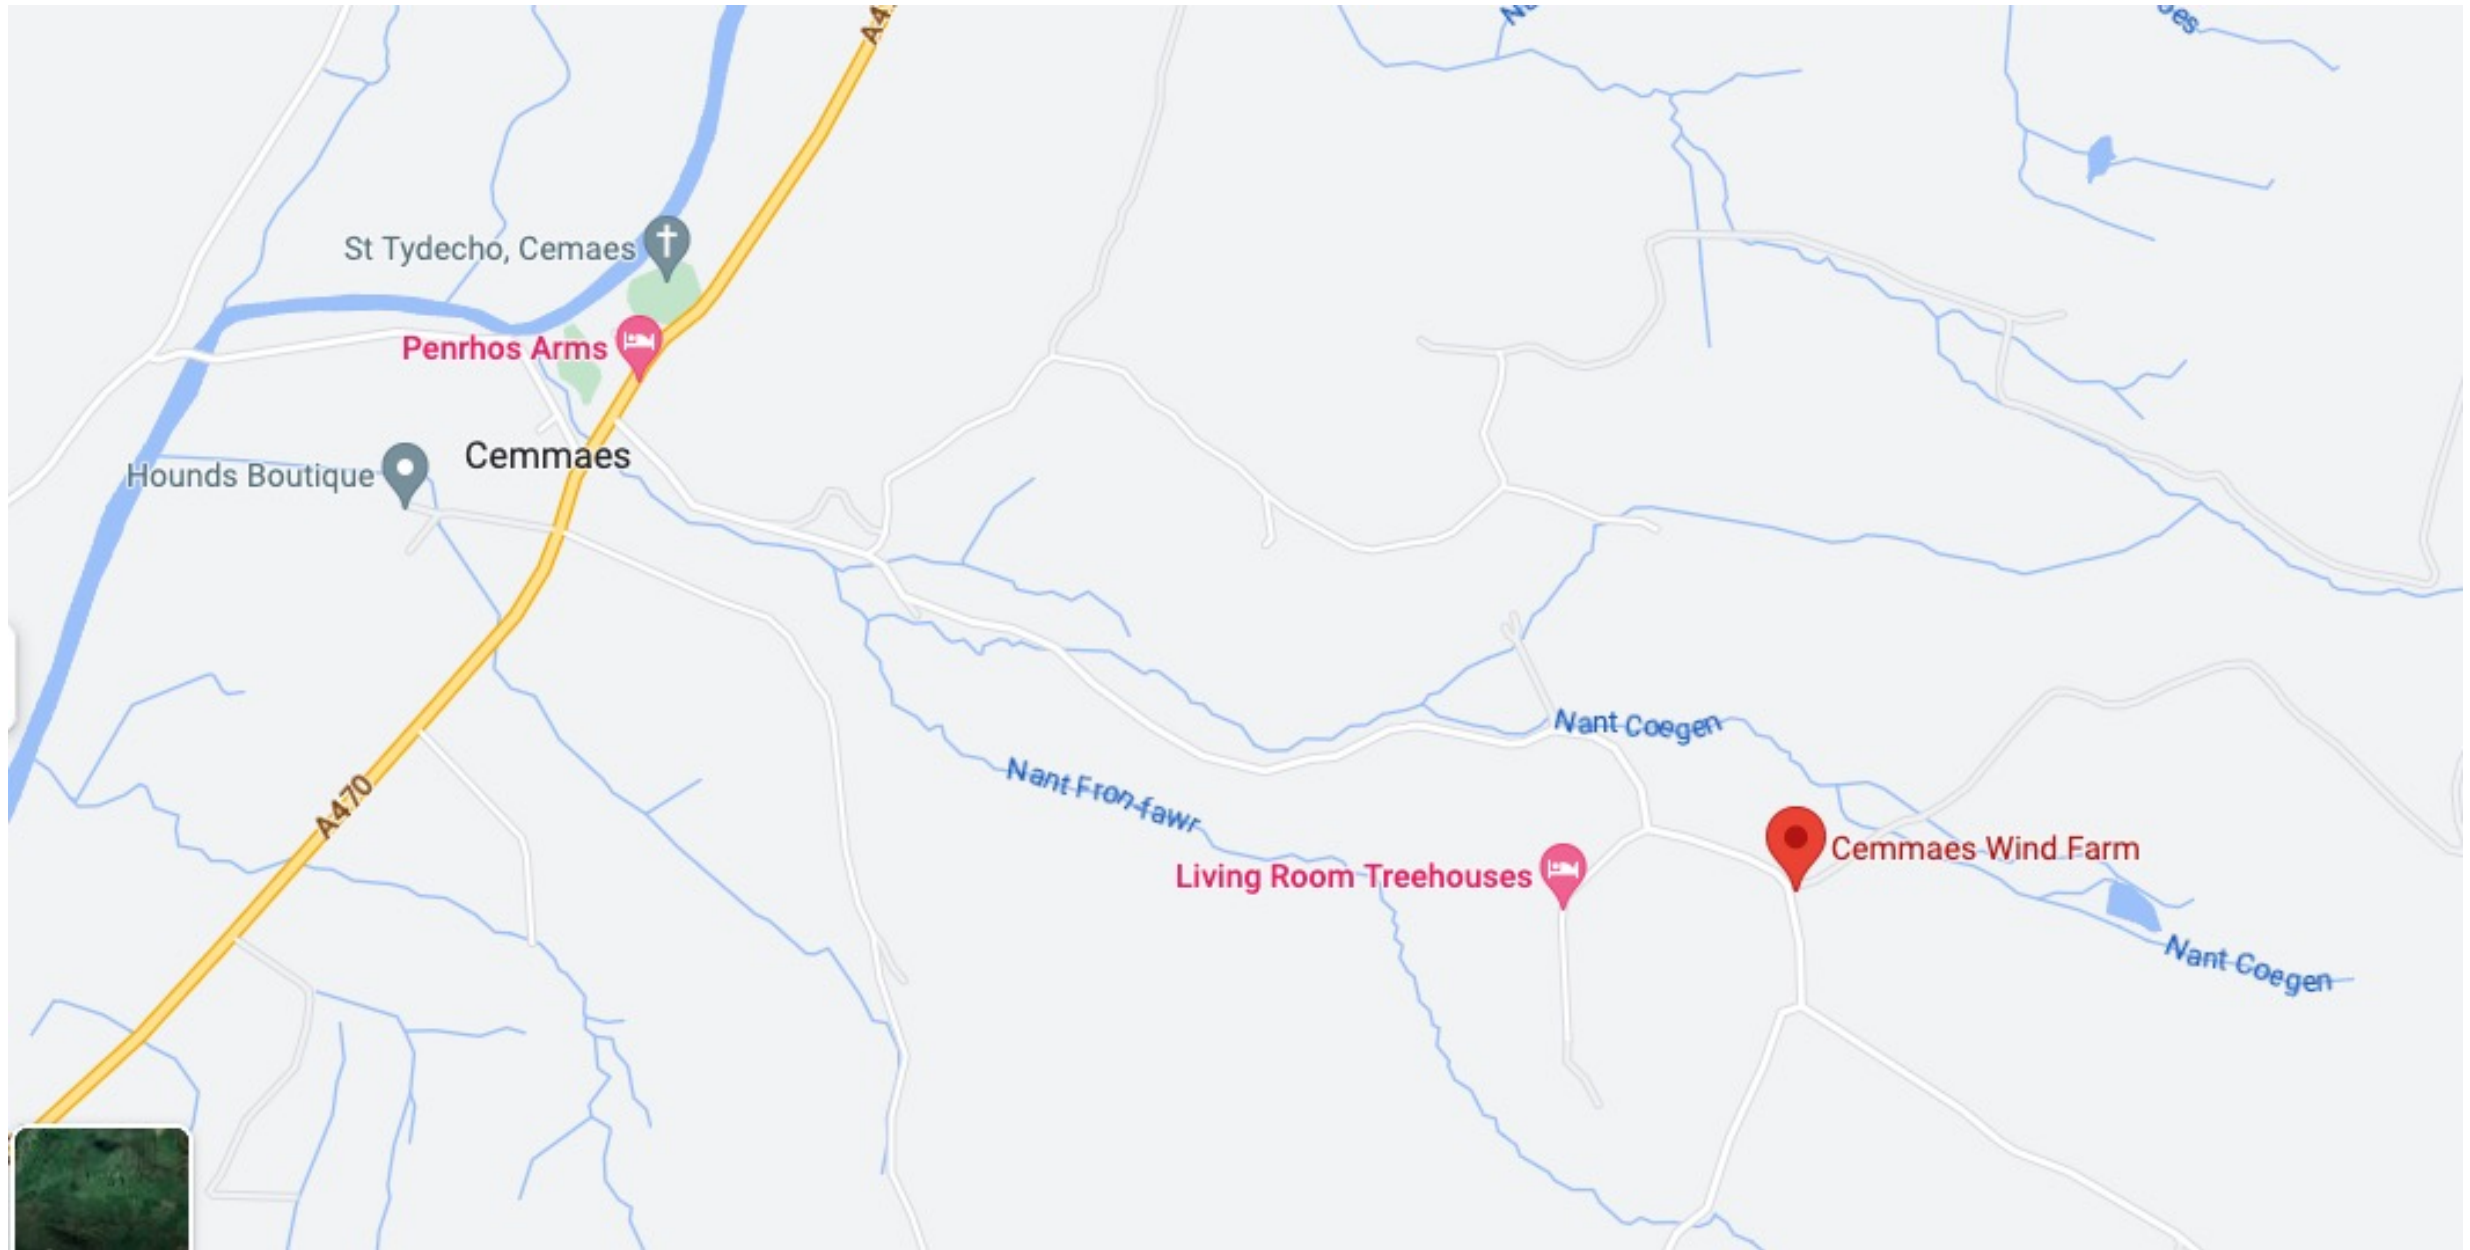 St Tydecho, Cemaes
Penrhos Arms
Cemmaes
Hounds Boutique
Nant Coegen
Nant Fron-fawr
A470
Cemmaes Wind Farm
Living Room Treehouses
Nant Coegen